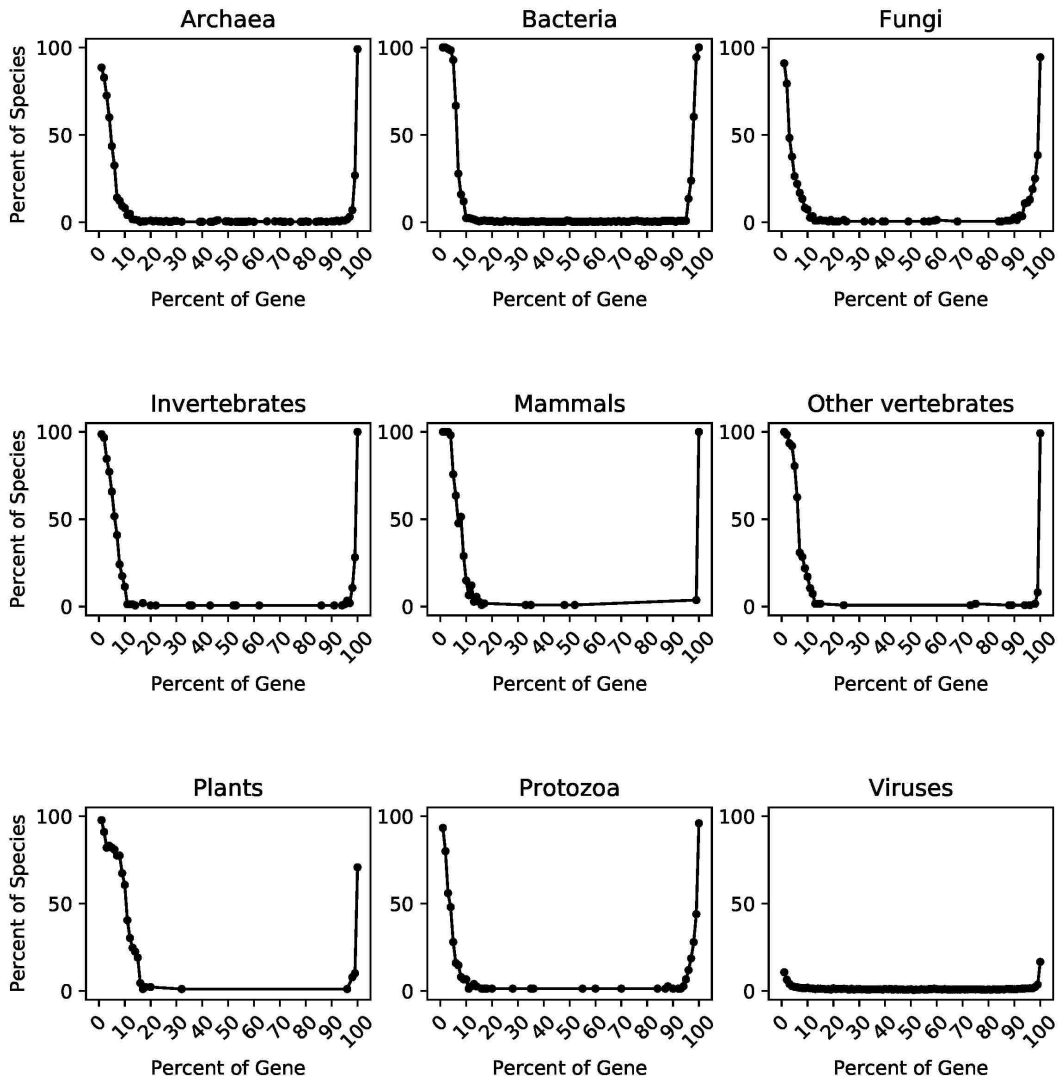 Archaea Bacteria Fungi
Percent of Species
100 100 100
50 50 50
0 0 0
0 10 20 30 40 50 60 70 80 90 100 0 10 20 30 40 50 60 70 80 90 100 0 10 20 30 40 50 60 70 80 90 100
Percent of Gene Percent of Gene Percent of Gene
Invertebrates Mammals Other vertebrates
Percent of Species
100 100 100
50 50 50
0 0 0
0 10 20 30 40 50 60 70 80 90 100 0 10 20 30 40 50 60 70 80 90 100 0 10 20 30 40 50 60 70 80 90 100
Percent of Gene Percent of Gene Percent of Gene
Plants Protozoa Viruses
Percent of Species
100 100 100
50 50 50
0 0 0
0 10 20 30 40 50 60 70 80 90 100 0 10 20 30 40 50 60 70 80 90 100 0 10 20 30 40 50 60 70 80 90 100
Percent of Gene Percent of Gene Percent of Gene